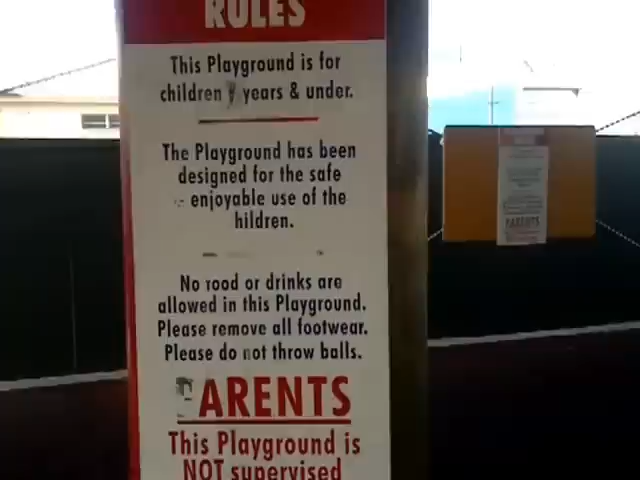 RULES
This Playground is for
children years & under.
The Playground has been
designed for the safe
enjoyable use of the
hildren.
No food or drinks are
allowed in this Playground.
Please remove all footwear.
Please do not throw balls.
ARENTS
This Playground is
NOT supervised
PARENTS